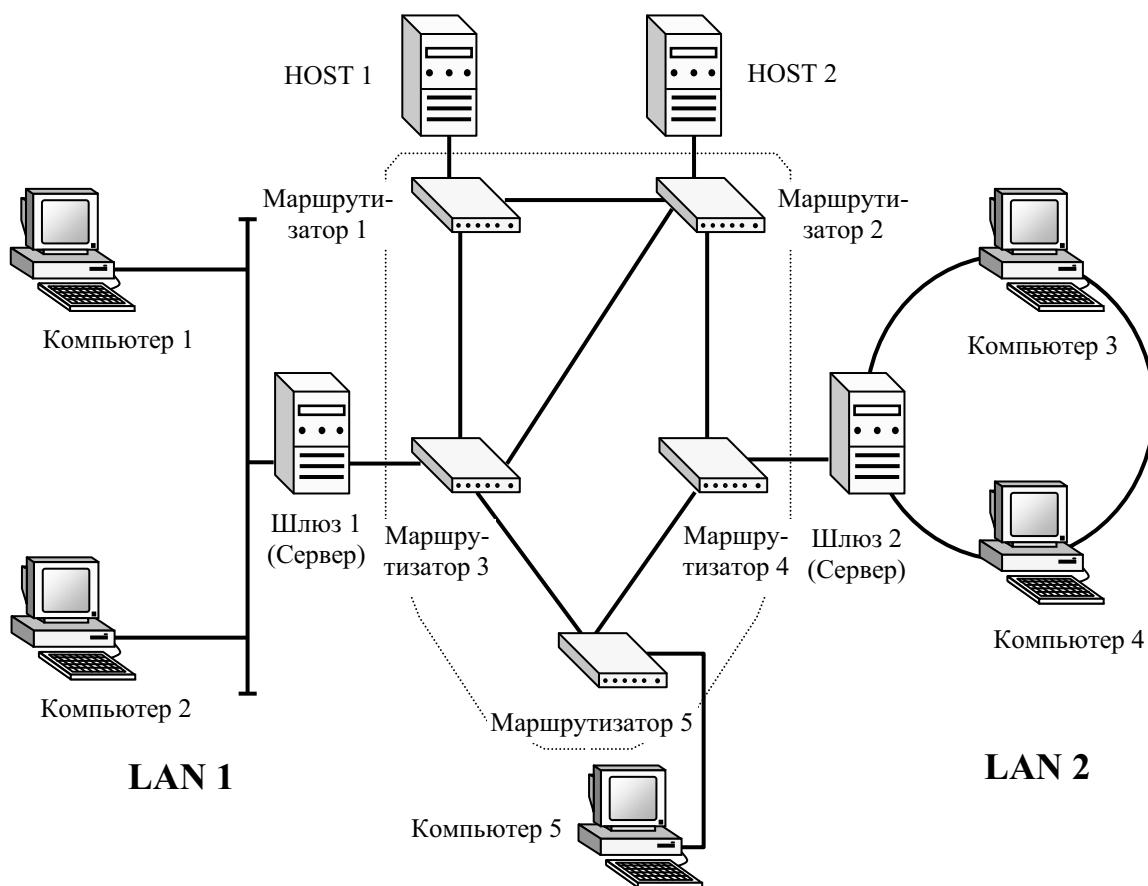 HOST 1
HOST 2
Маршрути-
затор 1
Маршрути-
затор 2
Компьютер 1
Компьютер 3
Шлюз 1
(Сервер)
Маршру-
тизатор 3
Маршру-
тизатор 4
Шлюз 2
(Сервер)
Компьютер 2
Компьютер 4
Маршрутизатор 5
LAN 1
LAN 2
Компьютер 5